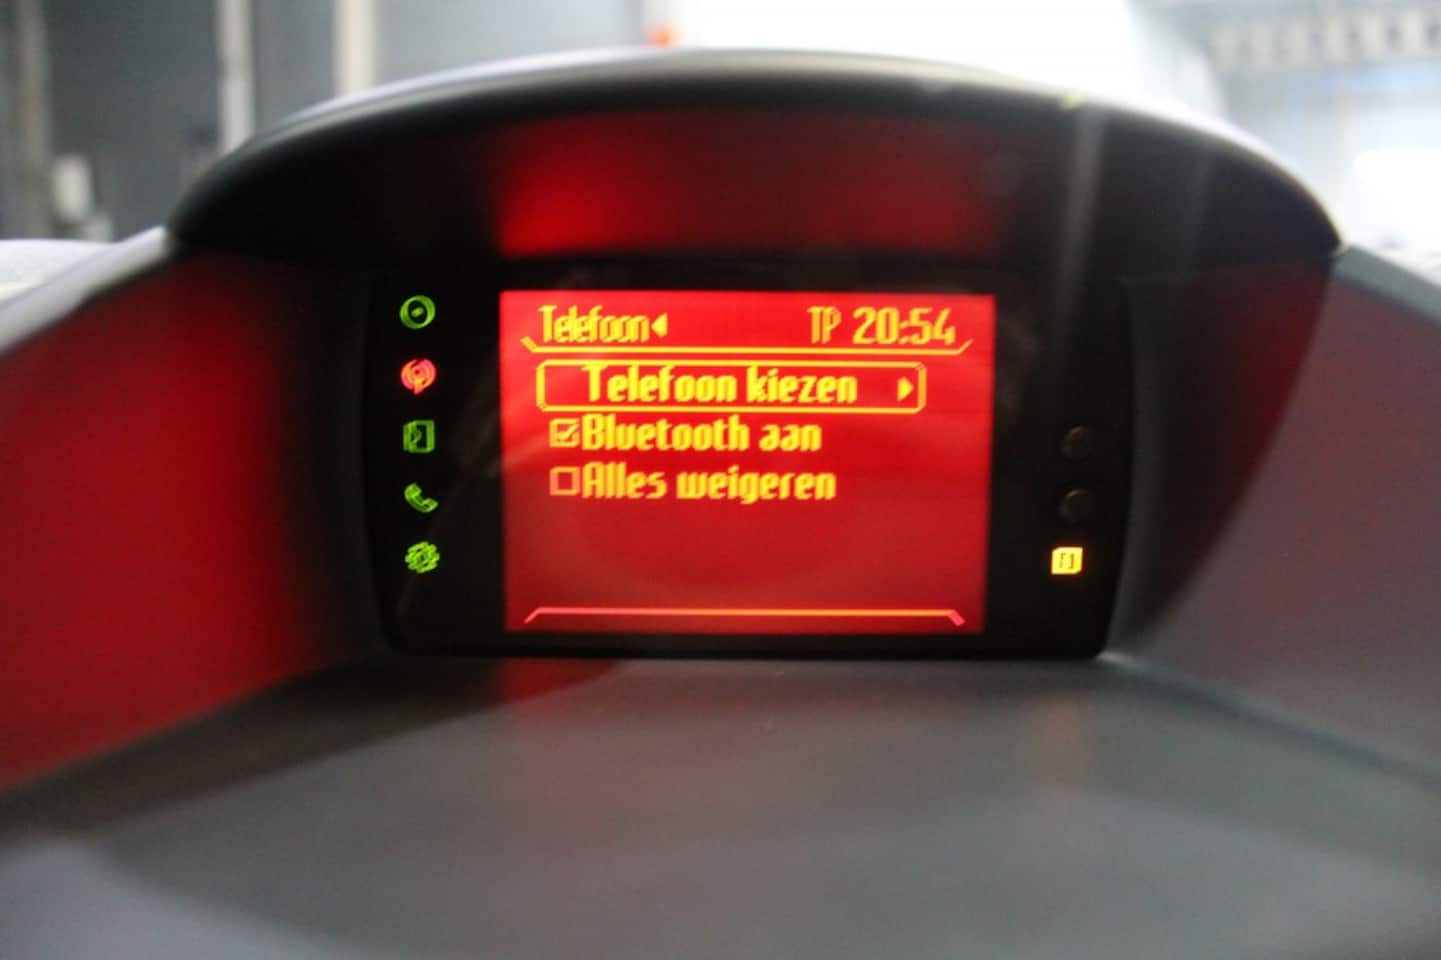 Telefoon TP 20:54
Telefoon kiezen
Bluetooth aan
Alles weigeren